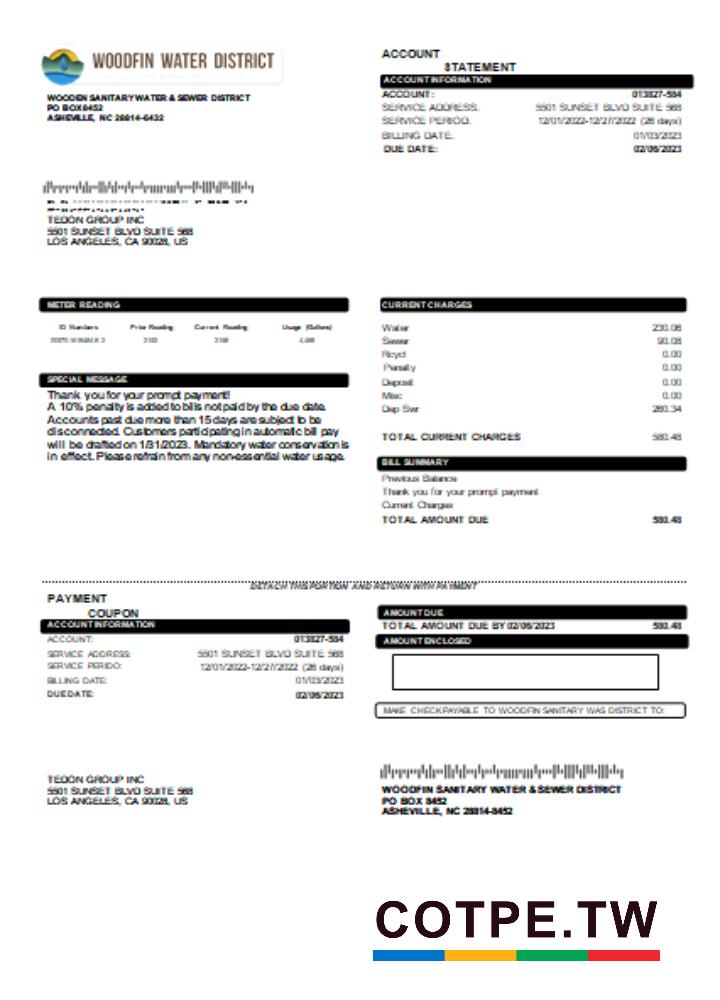 WOODFIN WATER DISTRICT
WOODEN SANITARY WATER & SEWER DISTRICT
PO BOX 8452
ASHEVILLE, NC 28814-6432
ACCOUNT
STATEMENT
ACCOUNT INFORMATION
ACCOUNT: 013827-584
SERVICE ADDRESS: 5501 SUNSET BLVD SUITE 568
SERVICE PERIOD: 12/01/2022-12/27/2022 (26 days)
BILLING DATE: 01/03/2023
DUE DATE: 02/06/2023
TEDON GROUP INC
5501 SUNSET BLVD SUITE 568
LOS ANGELES, CA 90028, US
METER READING
ID Numbers Prior Reading Current Reading Usage (Gallons)
CURRENT CHARGES
Water 230.06
Sewer 90.08
Rcycl 0.00
Penalty 0.00
Deposit 0.00
Misc 0.00
Dep Swr 260.34
TOTAL CURRENT CHARGES 580.48
SPECIAL MESSAGE
Thank you for your prompt payment!
A 10% penalty is added to bills not paid by the due date.
Accounts past due more than 15 days are subject to be
disconnected. Customers participating in automatic bill pay
will be drafted on 1/31/2023. Mandatory water conservation is
in effect. Please refrain from any non-essential water usage.
BILL SUMMARY
Previous Balance
Thank you for your prompt payment
Current Charges
TOTAL AMOUNT DUE 580.48
DETACH THIS PORTION AND RETURN WITH PAYMENT
PAYMENT
COUPON
ACCOUNT INFORMATION
ACCOUNT: 013827-584
SERVICE ADDRESS: 5501 SUNSET BLVD SUITE 568
SERVICE PERIDO: 12/01/2022-12/27/2022 (26 days)
BILLING DATE: 01/03/2023
DUE DATE: 02/06/2023
AMOUNT DUE
TOTAL AMOUNT DUE BY 02/06/2023 580.48
AMOUNT ENCLOSED
MAKE CHECK PAYABLE TO WOODFIN SANITARY WAS DISTRICT TO:
TEDON GROUP INC
5501 SUNSET BLVD SUITE 568
LOS ANGELES, CA 90028, US
WOODFIN SANITARY WATER & SEWER DISTRICT
PO BOX 8452
ASHEVILLE, NC 28814-8452
COTPE.TW